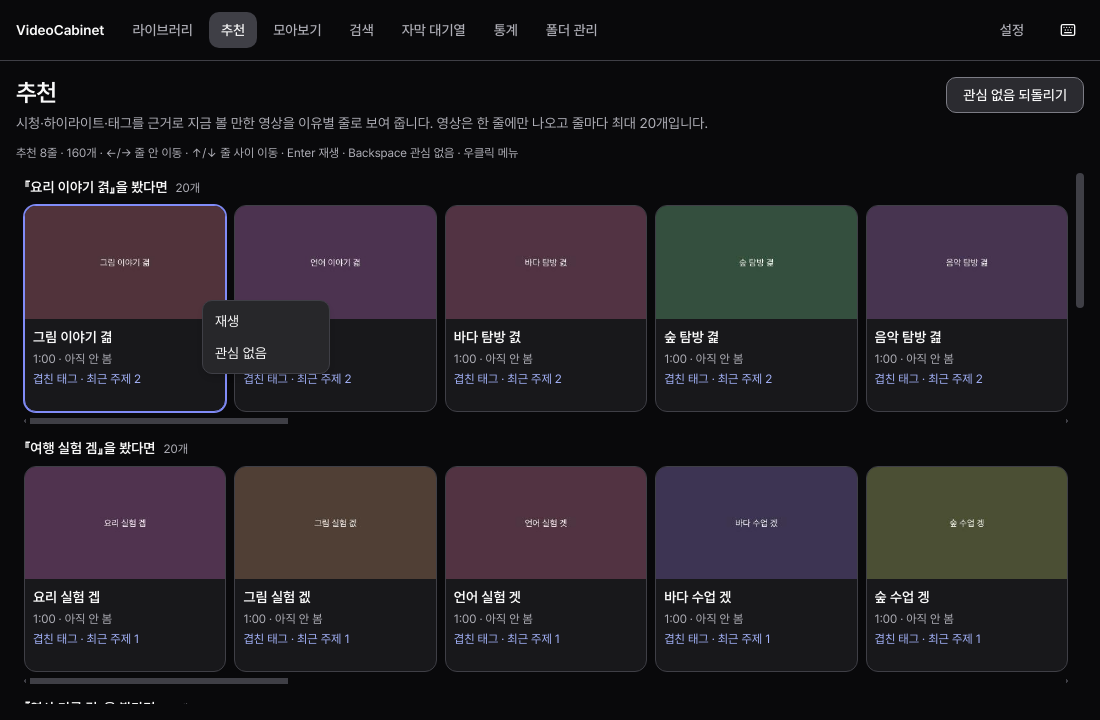 VideoCabinet 라이브러리 추천 모아보기 검색 자막 대기열 통계 폴더 관리 설정
추천
관심 없음 되돌리기
시청·하이라이트·태그를 근거로 지금 볼 만한 영상을 이유별 줄로 보여 줍니다. 영상은 한 줄에만 나오고 줄마다 최대 20개입니다.
추천 8줄 · 160개 · ←/→ 줄 안 이동 · ↑/↓ 줄 사이 이동 · Enter 재생 · Backspace 관심 없음 · 우클릭 메뉴
『요리 이야기 겕』을 봤다면 20개
그림 이야기 겳 언어 이야기 바다 탐방 숲 탐방 음악 탐방
그림 이야기 겳 바다 탐방 숲 탐방 음악 탐방
1:00 · 아직 안 봄 1:00 · 아직 안 봄 1:00 · 아직 안 봄 1:00 · 아직 안 봄
겹친 태그 · 최근 주제 2 겹친 태그 · 최근 주제 2 겹친 태그 · 최근 주제 2 겹친 태그 · 최근 주제 2 겹친 태그 · 최근 주제 2
재생
관심 없음
『여행 실험 겜』을 봤다면 20개
요리 실험 겝 그림 실험 겞 언어 실험 겟 바다 수업 겠 숲 수업 겡
요리 실험 겝 그림 실험 겞 언어 실험 겟 바다 수업 겠 숲 수업 겡
1:00 · 아직 안 봄 1:00 · 아직 안 봄 1:00 · 아직 안 봄 1:00 · 아직 안 봄 1:00 · 아직 안 봄
겹친 태그 · 최근 주제 1 겹친 태그 · 최근 주제 1 겹친 태그 · 최근 주제 1 겹친 태그 · 최근 주제 1 겹친 태그 · 최근 주제 1